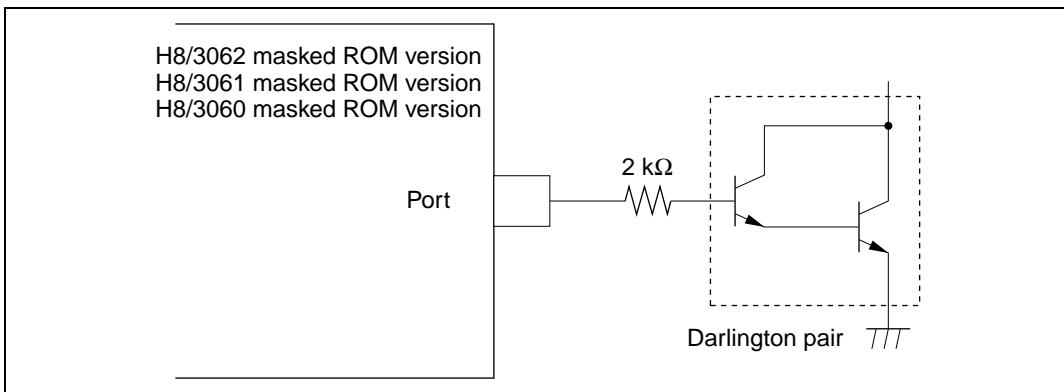 H8/3062 masked ROM version
H8/3061 masked ROM version
H8/3060 masked ROM version
2 kΩ
Port
Darlington pair